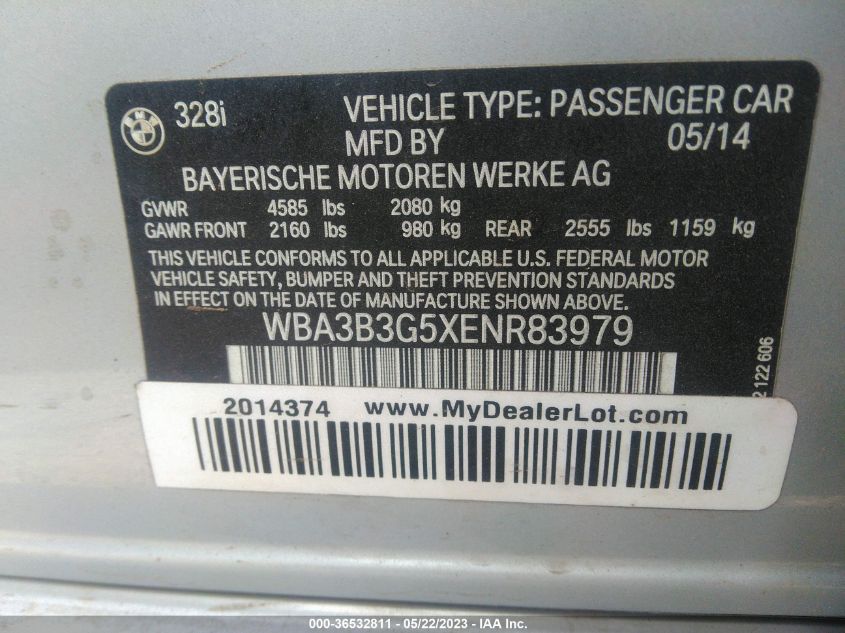 BMW 328i VEHICLE TYPE: PASSENGER CAR
MFD BY 05/14
BAYERISCHE MOTOREN WERKE AG
GVWR 4585 lbs 2080 kg
GAWR FRONT 2160 lbs 980 kg REAR 2555 lbs 1159 kg
THIS VEHICLE CONFORMS TO ALL APPLICABLE U.S. FEDERAL MOTOR
VEHICLE SAFETY, BUMPER AND THEFT PREVENTION STANDARDS
IN EFFECT ON THE DATE OF MANUFACTURE SHOWN ABOVE.
WBA3B3G5XENR83979
2 122 606
2014374 www.MyDealerLot.com
000-36532811 - 05/22/2023 - IAA Inc.